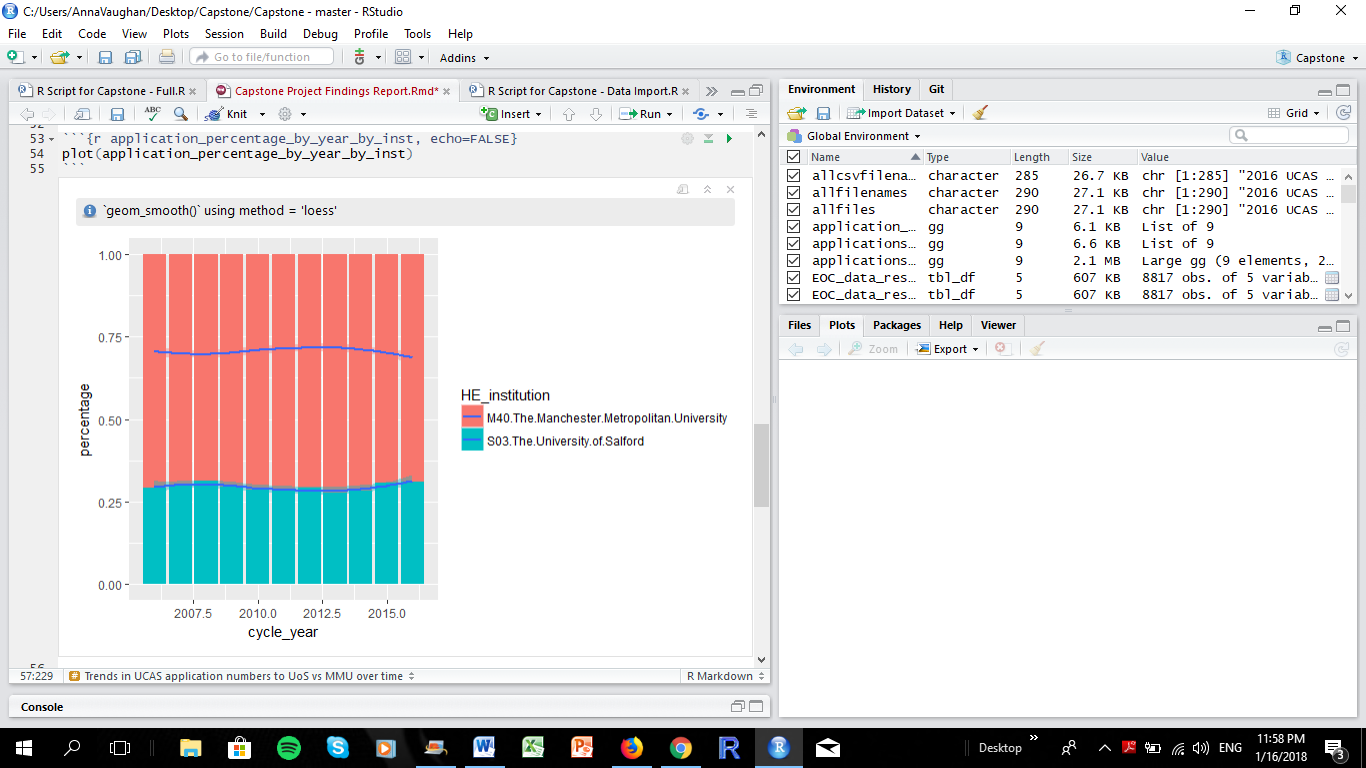 C:/Users/AnnaVaughan/Desktop/Capstone/Capstone - master - RStudio
File Edit Code View Plots Session Build Debug Profile Tools Help
Go to file/function Addins Capstone
R Script for Capstone - Full.R Capstone Project Findings Report.Rmd* R Script for Capstone - Data Import.R
ABC Knit Insert Run
53 ```{r application_percentage_by_year_by_inst, echo=FALSE}
54 plot(application_percentage_by_year_by_inst)
55 ```
`geom_smooth()` using method = 'loess'
1.00
0.75
0.50
0.25
0.00
percentage
2007.5 2010.0 2012.5 2015.0
cycle_year
HE_institution
M40.The.Manchester.Metropolitan.University
S03.The.University.of.Salford
56
57:229 # Trends in UCAS application numbers to UoS vs MMU over time R Markdown
Console
Environment History Git
Import Dataset Grid
Global Environment
Name Type Length Size Value
allcsvfilena… character 285 26.7 KB chr [1:285] "2016 UCAS …
allfilenames character 290 27.1 KB chr [1:290] "2016 UCAS …
allfiles character 290 27.1 KB chr [1:290] "2016 UCAS …
application_… gg 9 6.1 KB List of 9
applications… gg 9 6.6 KB List of 9
applications… gg 9 2.1 MB Large gg (9 elements, 2…
EOC_data_res… tbl_df 5 607 KB 8817 obs. of 5 variab…
EOC_data_res… tbl_df 5 607 KB 8817 obs. of 5 variab…
Files Plots Packages Help Viewer
Zoom Export
Desktop ENG 11:58 PM
1/16/2018
3